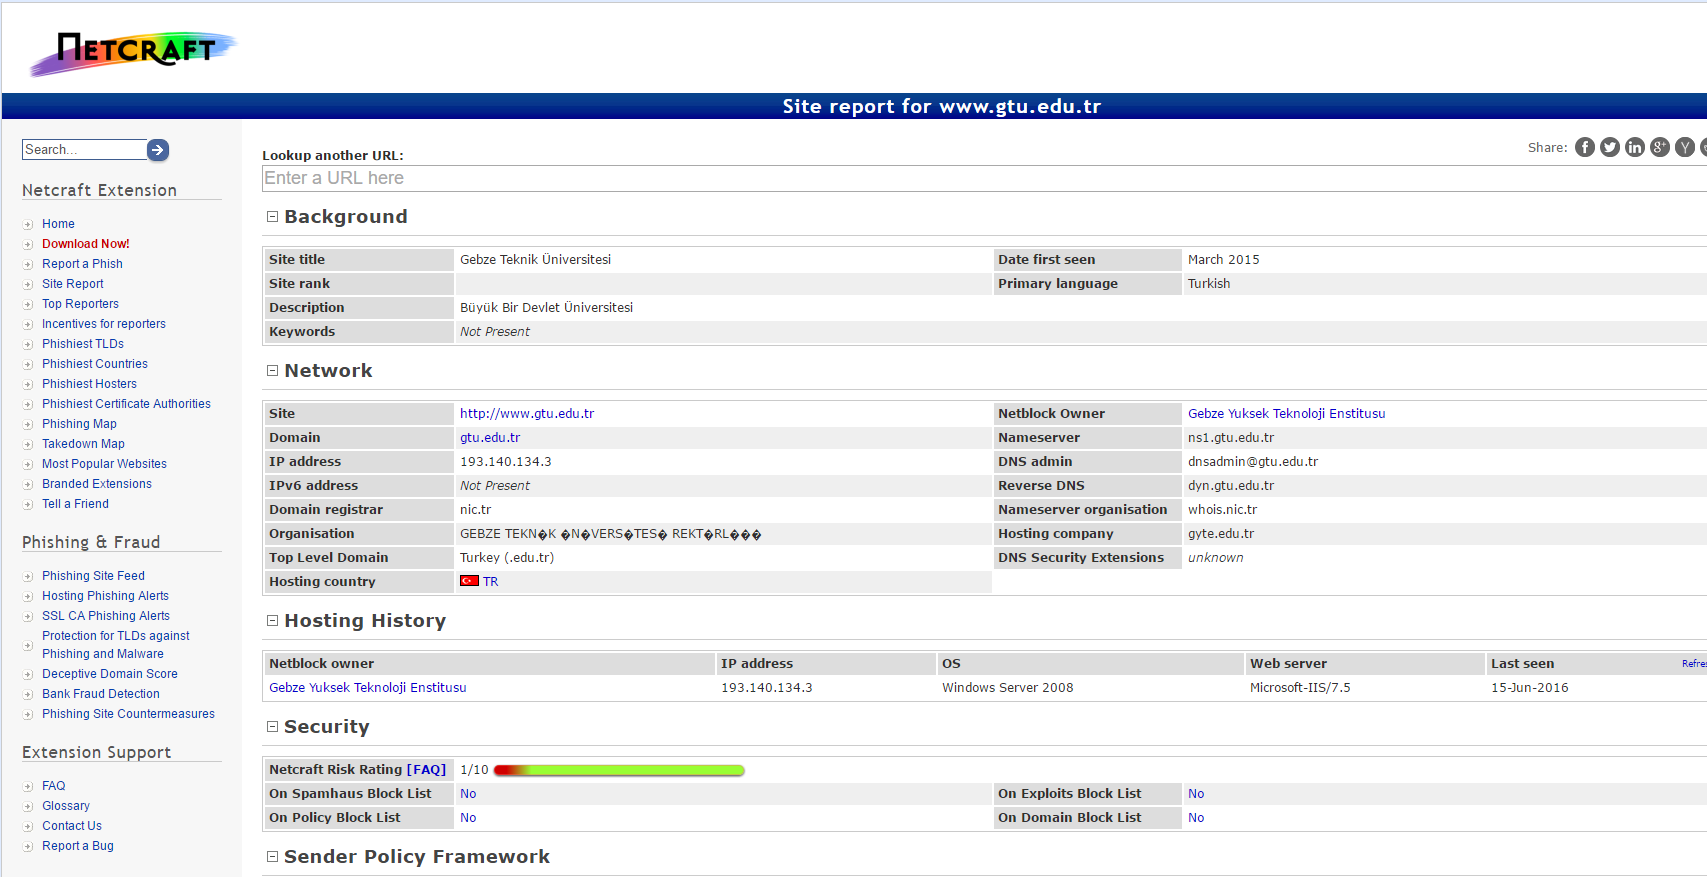 NETCRAFT
Site report for www.gtu.edu.tr
Search...
Netcraft Extension
Home
Download Now!
Report a Phish
Site Report
Top Reporters
Incentives for reporters
Phishiest TLDs
Phishiest Countries
Phishiest Hosters
Phishiest Certificate Authorities
Phishing Map
Takedown Map
Most Popular Websites
Branded Extensions
Tell a Friend
Phishing & Fraud
Phishing Site Feed
Hosting Phishing Alerts
SSL CA Phishing Alerts
Protection for TLDs against
Phishing and Malware
Deceptive Domain Score
Bank Fraud Detection
Phishing Site Countermeasures
Extension Support
FAQ
Glossary
Contact Us
Report a Bug
Share:
Lookup another URL:
Enter a URL here
Background
Site title Gebze Teknik Üniversitesi Date first seen March 2015
Site rank Primary language Turkish
Description Büyük Bir Devlet Üniversitesi
Keywords Not Present
Network
Site http://www.gtu.edu.tr Netblock Owner Gebze Yuksek Teknoloji Enstitusu
Domain gtu.edu.tr Nameserver ns1.gtu.edu.tr
IP address 193.140.134.3 DNS admin dnsadmin@gtu.edu.tr
IPv6 address Not Present Reverse DNS dyn.gtu.edu.tr
Domain registrar nic.tr Nameserver organisation whois.nic.tr
Organisation GEBZE TEKN�K �N�VERS�TES� REKT�RL��� Hosting company gyte.edu.tr
Top Level Domain Turkey (.edu.tr) DNS Security Extensions unknown
Hosting country TR
Hosting History
Netblock owner IP address OS Web server Last seen Refres
Gebze Yuksek Teknoloji Enstitusu 193.140.134.3 Windows Server 2008 Microsoft-IIS/7.5 15-Jun-2016
Security
Netcraft Risk Rating [FAQ] 1/10
On Spamhaus Block List No On Exploits Block List No
On Policy Block List No On Domain Block List No
Sender Policy Framework